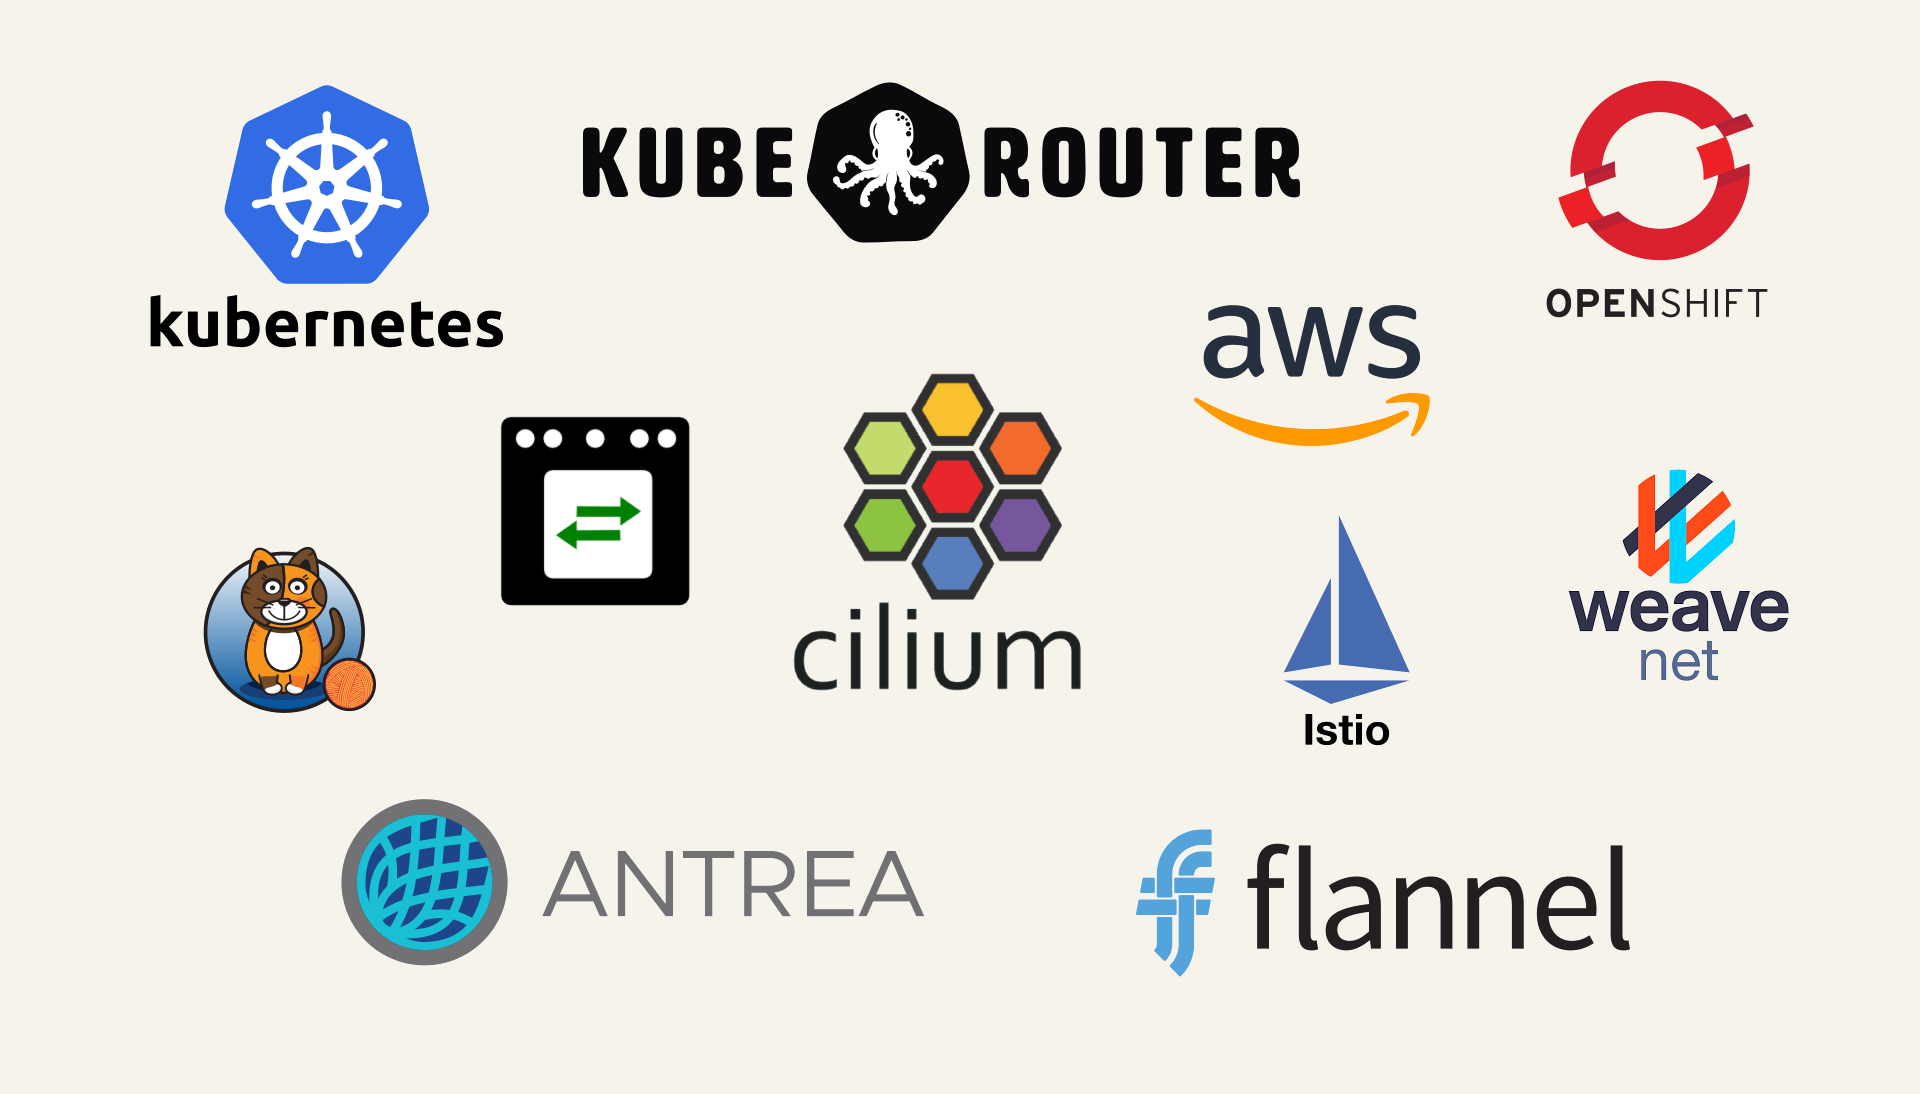 kubernetes
KUBE ROUTER
OPENSHIFT
aws
cilium
Istio
weave
net
ANTREA
flannel